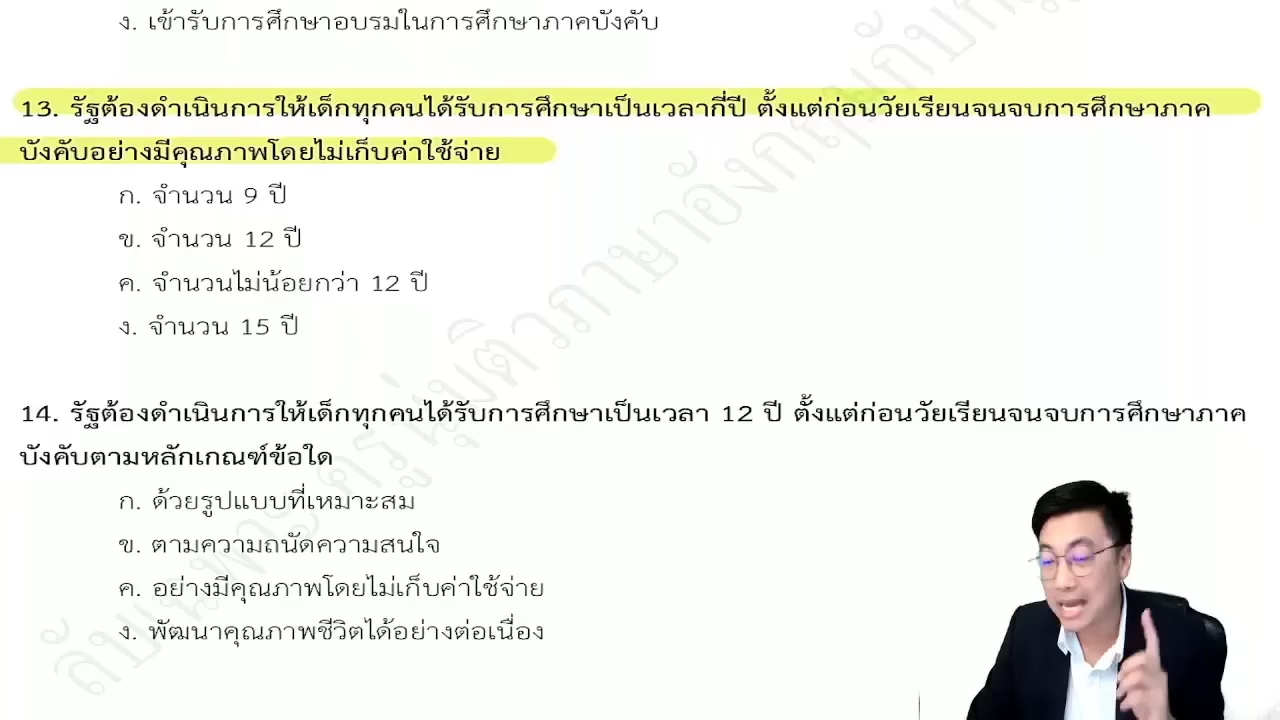 ง. เข้ารับการศึกษาอบรมในการศึกษาภาคบังคับ
13. รัฐต้องดำเนินการให้เด็กทุกคนได้รับการศึกษาเป็นเวลากี่ปี ตั้งแต่ก่อนวัยเรียนจนจบการศึกษาภาค
บังคับอย่างมีคุณภาพโดยไม่เก็บค่าใช้จ่าย
ก. จำนวน 9 ปี
ข. จำนวน 12 ปี
ค. จำนวนไม่น้อยกว่า 12 ปี
ง. จำนวน 15 ปี
14. รัฐต้องดำเนินการให้เด็กทุกคนได้รับการศึกษาเป็นเวลา 12 ปี ตั้งแต่ก่อนวัยเรียนจนจบการศึกษาภาค
บังคับตามหลักเกณฑ์ข้อใด
ก. ด้วยรูปแบบที่เหมาะสม
ข. ตามความถนัดความสนใจ
ค. อย่างมีคุณภาพโดยไม่เก็บค่าใช้จ่าย
ง. พัฒนาคุณภาพชีวิตได้อย่างต่อเนื่อง